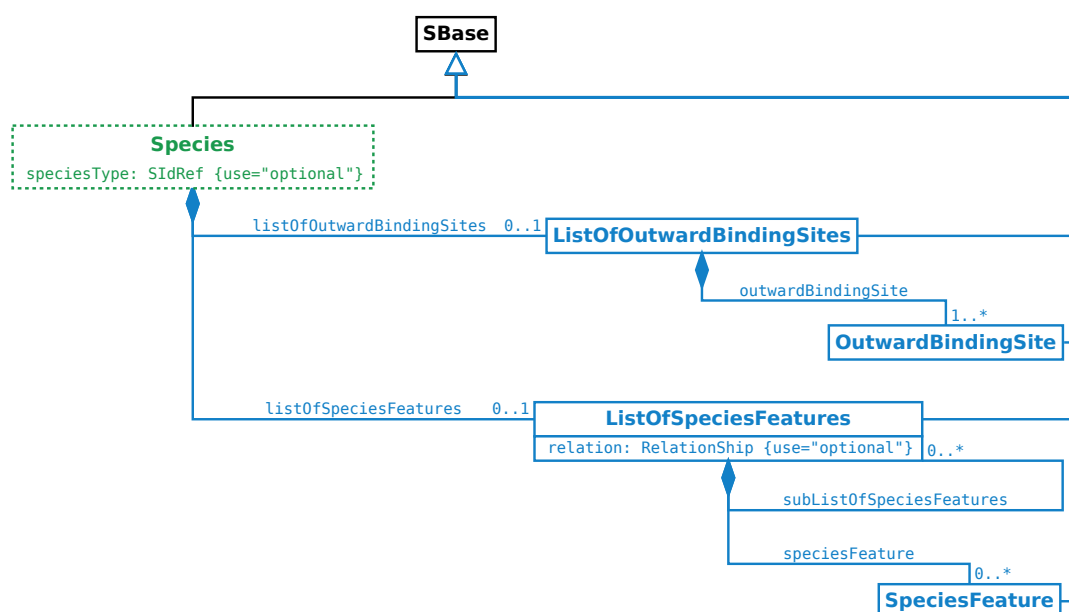 SBase
Species
speciesType: SIdRef {use="optional"}
listOfOutwardBindingSites 0..1
ListOfOutwardBindingSites
outwardBindingSite
1..*
OutwardBindingSite
listOfSpeciesFeatures 0..1
ListOfSpeciesFeatures
relation: RelationShip {use="optional"}
0..*
subListOfSpeciesFeatures
speciesFeature
0..*
SpeciesFeature